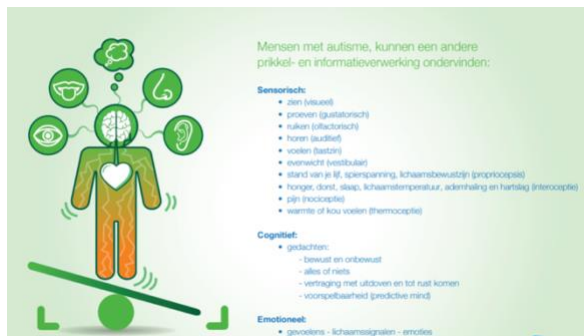 Mensen met autisme, kunnen een andere
prikkel- en informatieverwerking ondervinden:
Sensorisch:
• zien (visueel)
• proeven (gustatorisch)
• ruiken (olfactorisch)
• horen (auditief)
• voelen (tastzin)
• evenwicht (vestibulair)
• stand van je lijf, spierspanning, lichaamsbewustzijn (propriocepsis)
• honger, dorst, slaap, lichaamstemperatuur, ademhaling en hartslag (interoceptie)
• pijn (nociceptie)
• warmte of kou voelen (thermoceptie)
Cognitief:
• gedachten:
- bewust en onbewust
- alles of niets
- vertraging met uitdoven en tot rust komen
- voorspelbaarheid (predictive mind)
Emotioneel:
• gevoelens - lichaamssignalen - emoties